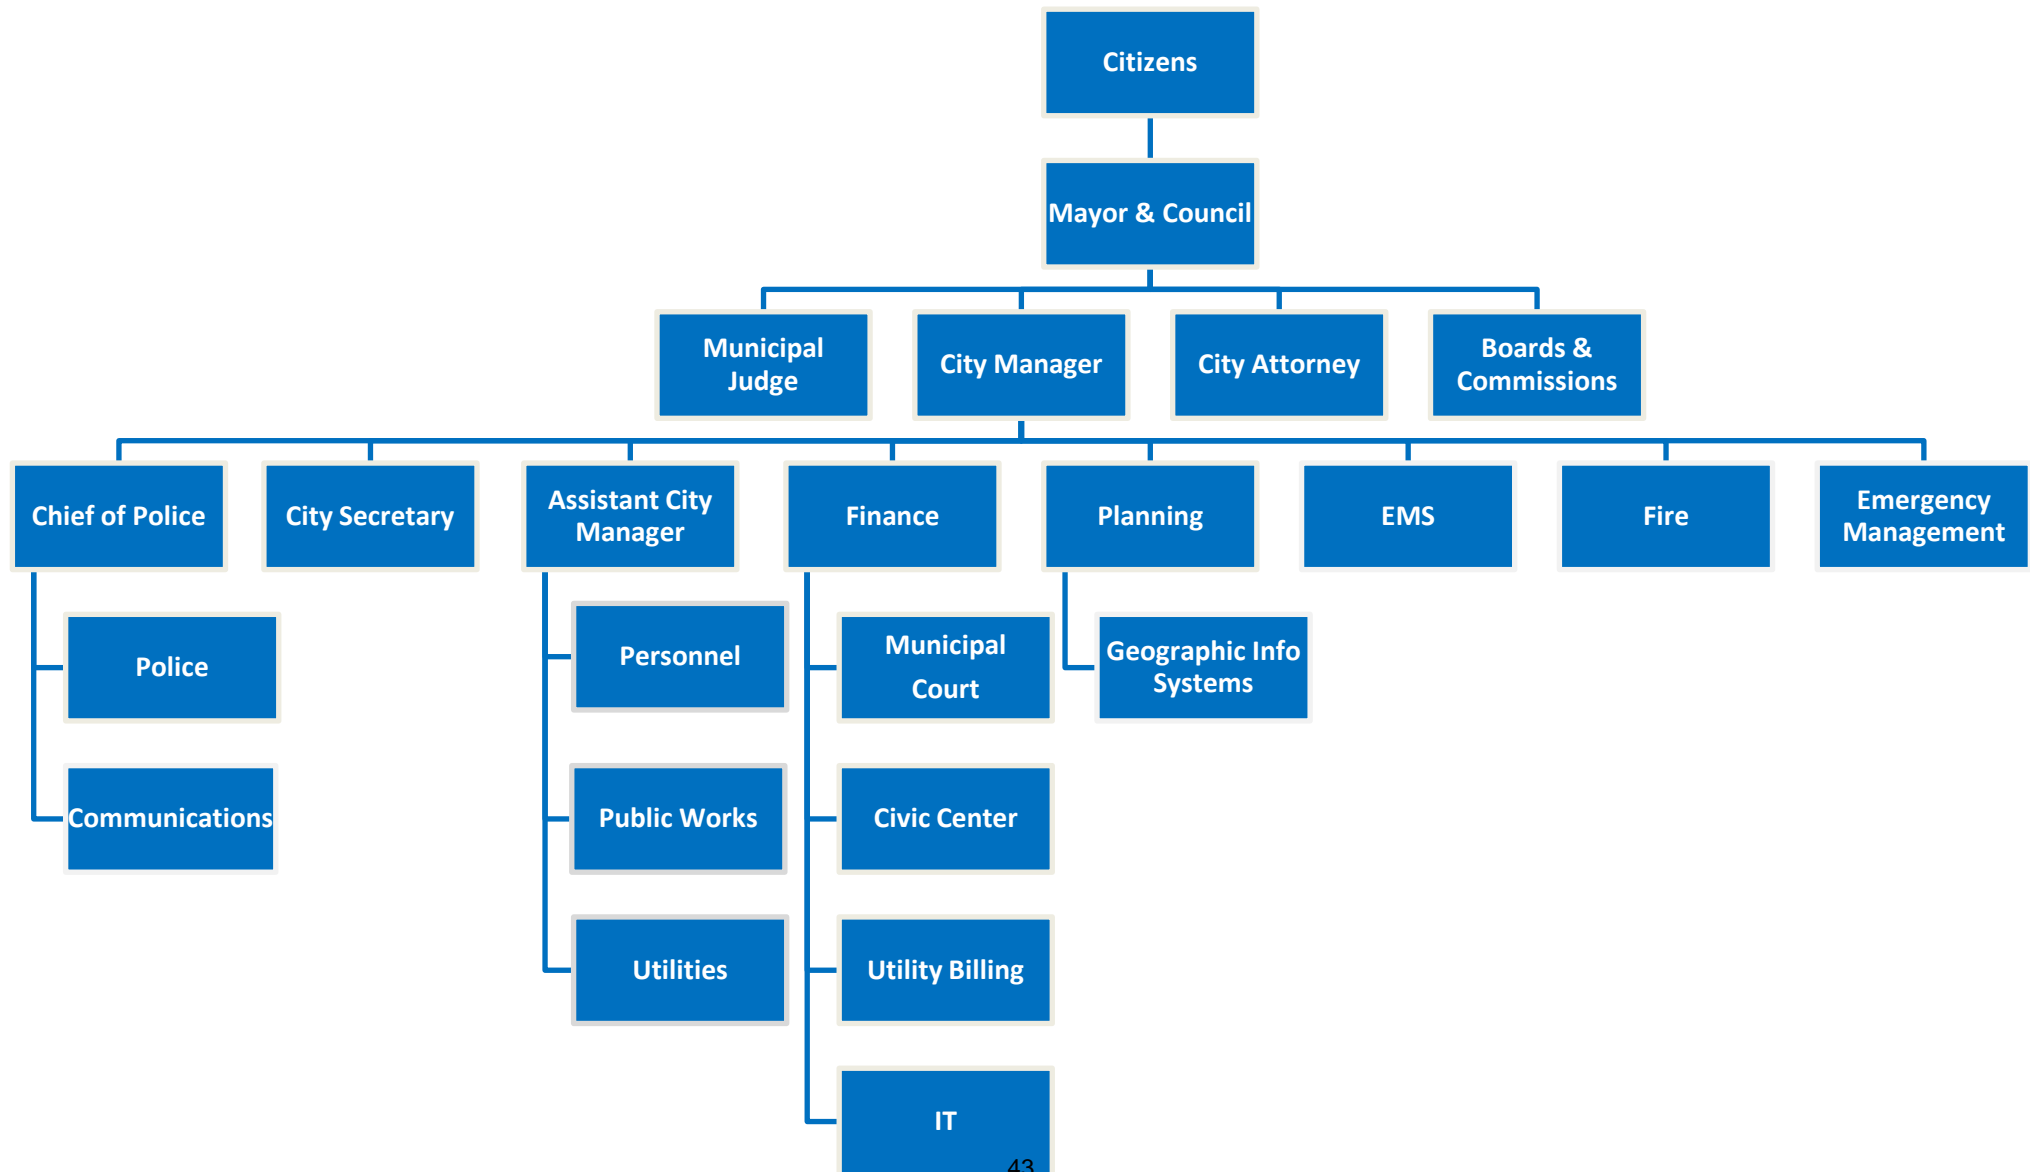 Citizens
Mayor & Council
Municipal
Judge
City Manager
City Attorney
Boards &
Commissions
Chief of Police
City Secretary
Assistant City
Manager
Finance
Planning
EMS
Fire
Emergency
Management
Police
Personnel
Municipal
Court
Geographic Info
Systems
Communications
Public Works
Civic Center
Utilities
Utility Billing
IT
43